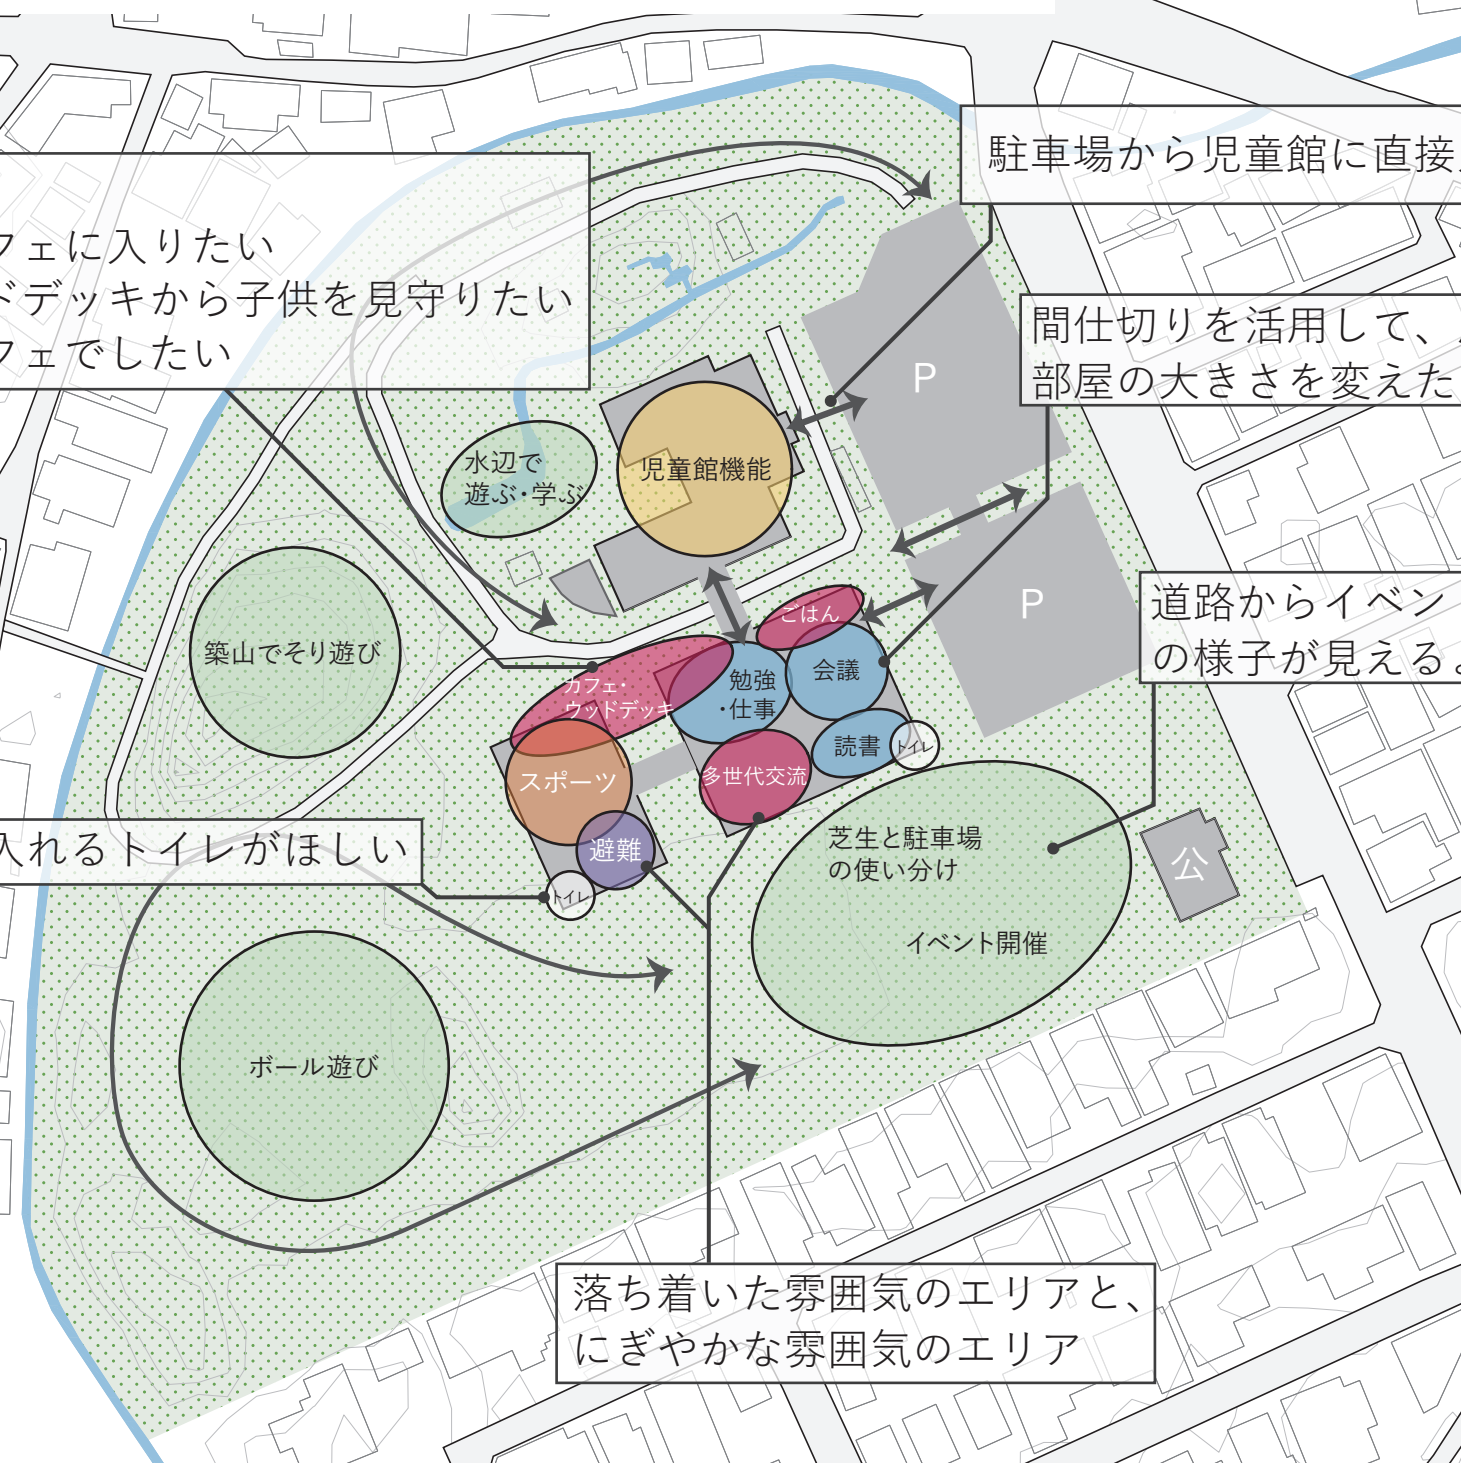 駐車場から児童館に直接
フェに入りたい
ドデッキから子供を見守りたい
フェでしたい
間仕切りを活用して、
部屋の大きさを変えた
P
水辺で
遊ぶ・学ぶ
児童館機能
道路からイベン
の様子が見える
P
ごはん
築山でそり遊び
カフェ・
ウッドデッキ
勉強
・仕事
会議
読書
トイレ
スポーツ
多世代交流
入れるトイレがほしい
避難
トイレ
芝生と駐車場
の使い分け
公
イベント開催
ボール遊び
落ち着いた雰囲気のエリアと、
にぎやかな雰囲気のエリア